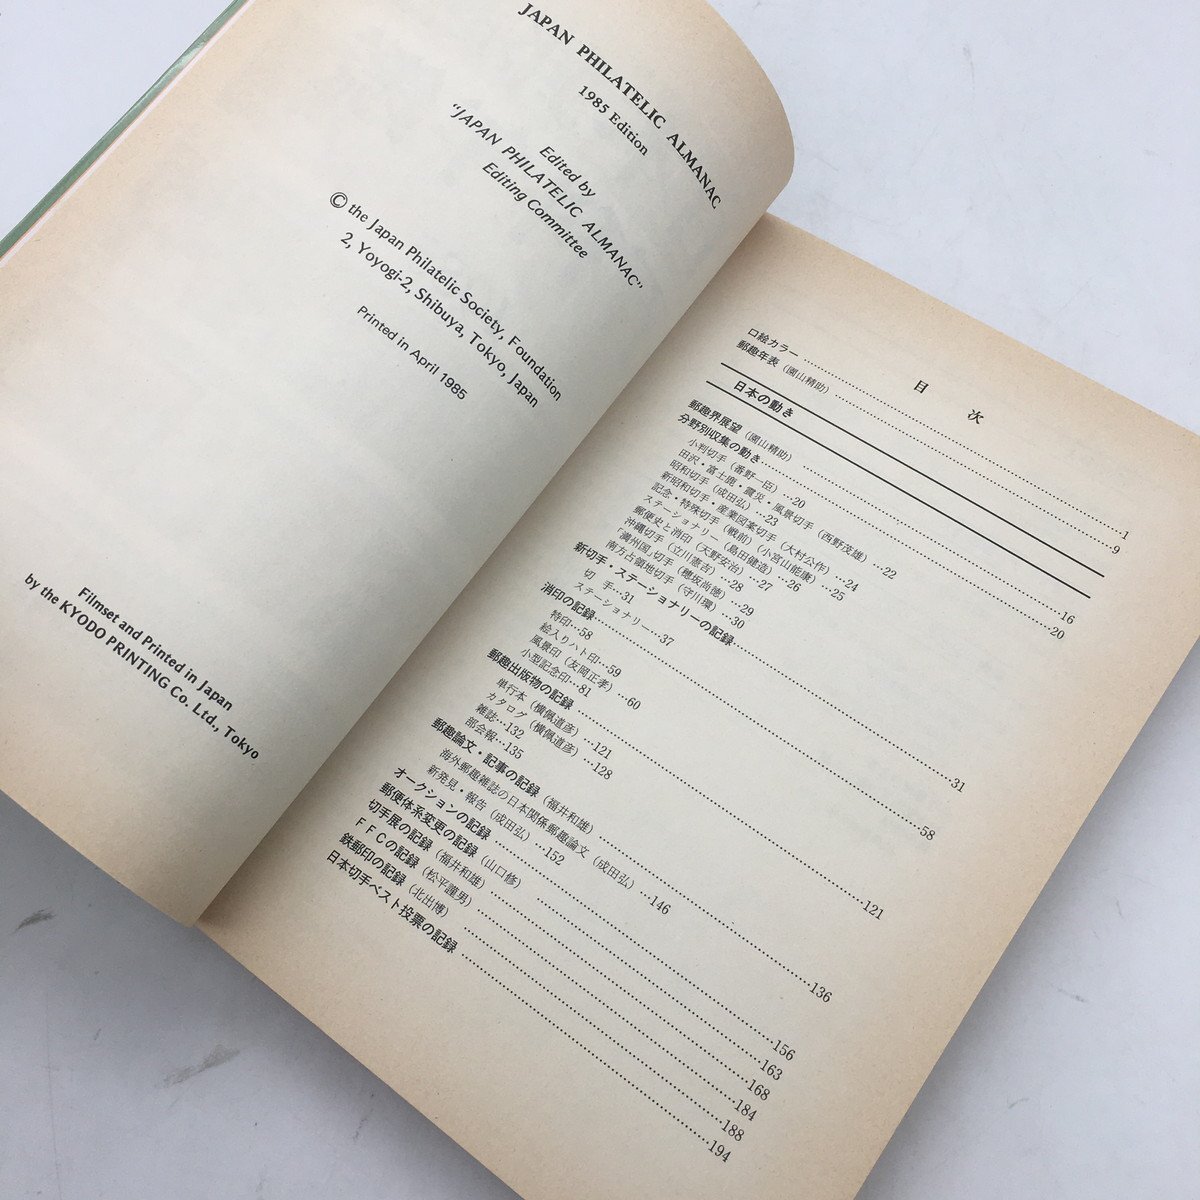 JAPAN PHILATELIC ALMANAC
1985 Edition
Edited by
"JAPAN PHILATELIC ALMANAC"
Editing Committee
© the Japan Philatelic Society, Foundation
2, Yoyogi-2, Shibuya, Tokyo, Japan
Printed in April 1985
Filmset and Printed in Japan
by the KYODO PRINTING Co. Ltd., Tokyo
目 次
口絵カラー……1
郵趣年表（園山精助）……9
日本の動き
郵趣界展望（園山精助）……16
分野別収集の動き……20
小判切手（番野一臣）…20
田沢・富士鹿・震災・風景切手（西野茂雄）…22
昭和切手（成田弘）…23
新昭和切手・産業図案切手（大村公作）…24
記念・特殊切手（戦前）（小宮山能康）…25
ステーショナリー（島田健造）…26
郵便史と消印（天野安治）…27
沖縄切手（立川憲吉）…28
「満州国」切手（穂坂尚徳）…29
南方占領地切手（守川環）…30
新切手・ステーショナリーの記録……31
切 手…31
ステーショナリー…37
消印の記録……58
特印…58
絵入りハト印…59
風景印（友岡正孝）…60
小型記念印…81
郵趣出版物の記録……121
単行本（横佩道彦）…121
カタログ（横佩道彦）…128
雑誌…132
部会報…135
郵趣論文・記事の記録（福井和雄）……136
海外郵趣雑誌の日本関係郵趣論文（成田弘）…146
新発見・報告（成田弘）…152
オークションの記録……156
郵便体系変更の記録（山口修）……163
切手展の記録（福井和雄）……168
ＦＦＣの記録（松平謹男）……184
鉄郵印の記録（北出博）……188
日本切手ベスト投票の記録……194